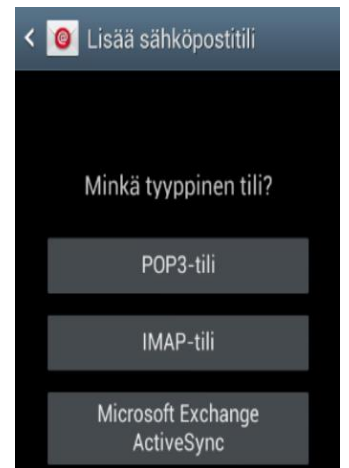 Lisää sähköpostitili
Minkä tyyppinen tili?
POP3-tili
IMAP-tili
Microsoft Exchange
ActiveSync